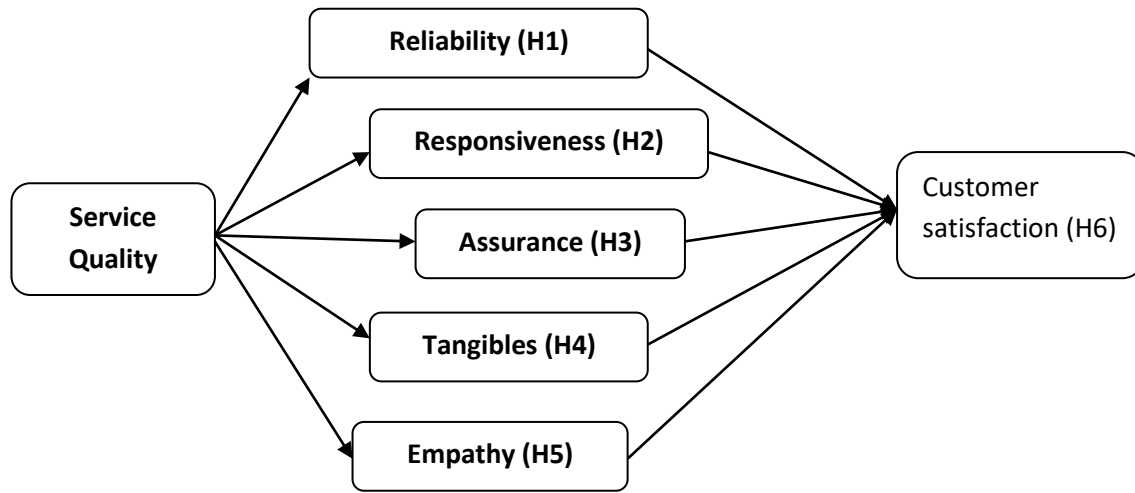 Reliability (H1)
Responsiveness (H2)
Service
Quality
Assurance (H3)
Customer
satisfaction (H6)
Tangibles (H4)
Empathy (H5)